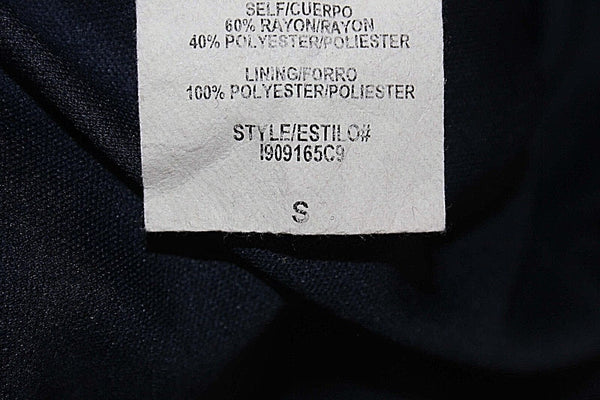 SELF/CUERPO
60% RAYON/RAYON
40% POLYESTER/POLIESTER
LINING/FORRO
100% POLYESTER/POLIESTER
STYLE/ESTILO#
I909165C9
S